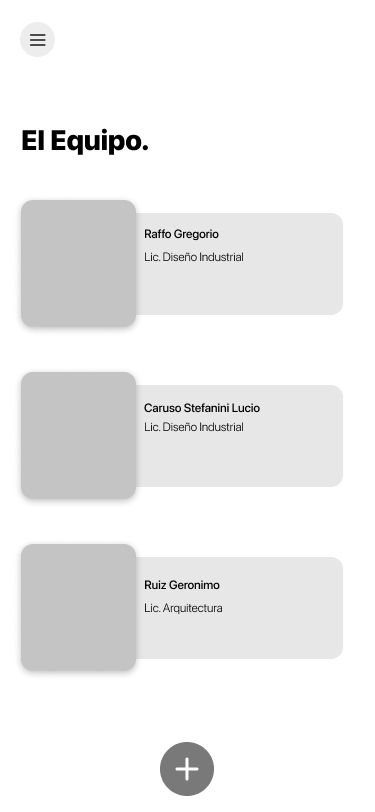 El Equipo.
Raffo Gregorio
Lic. Diseño Industrial
Caruso Stefanini Lucio
Lic. Diseño Industrial
Ruiz Geronimo
Lic. Arquitectura